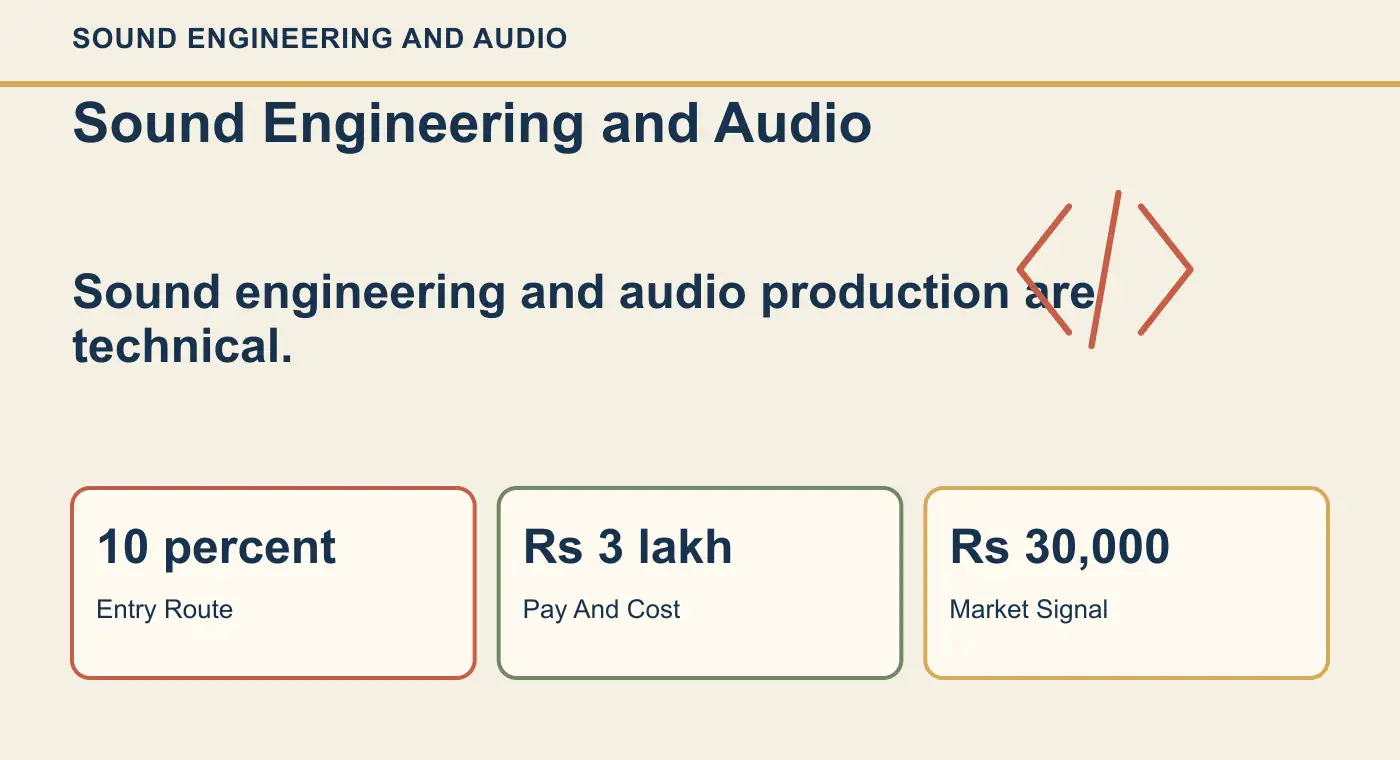 SOUND ENGINEERING AND AUDIO
Sound Engineering and Audio
Sound engineering and audio production are
technical.
10 percent
Entry Route
Rs 3 lakh
Pay And Cost
Rs 30,000
Market Signal